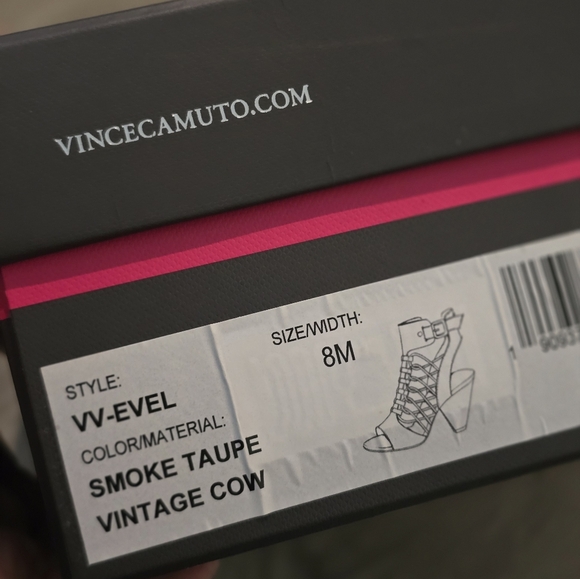 VINCECAMUTO.COM
STYLE:
VV-EVEL
COLOR/MATERIAL:
SMOKE TAUPE
VINTAGE COW
SIZE/WIDTH:
8M